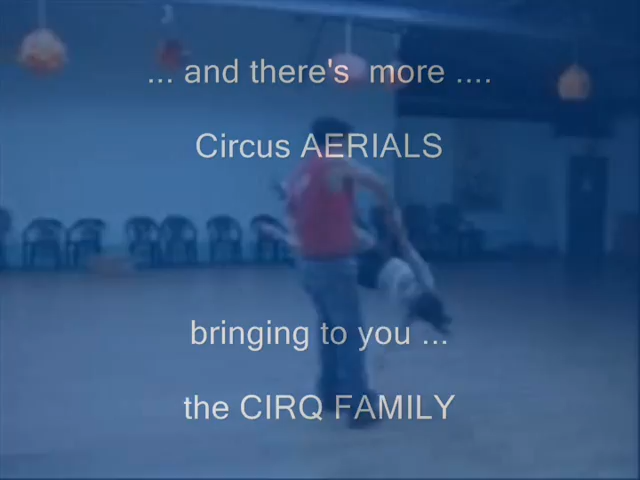 ... and there's  more ....
Circus AERIALS
bringing to you ...
the CIRQ FAMILY